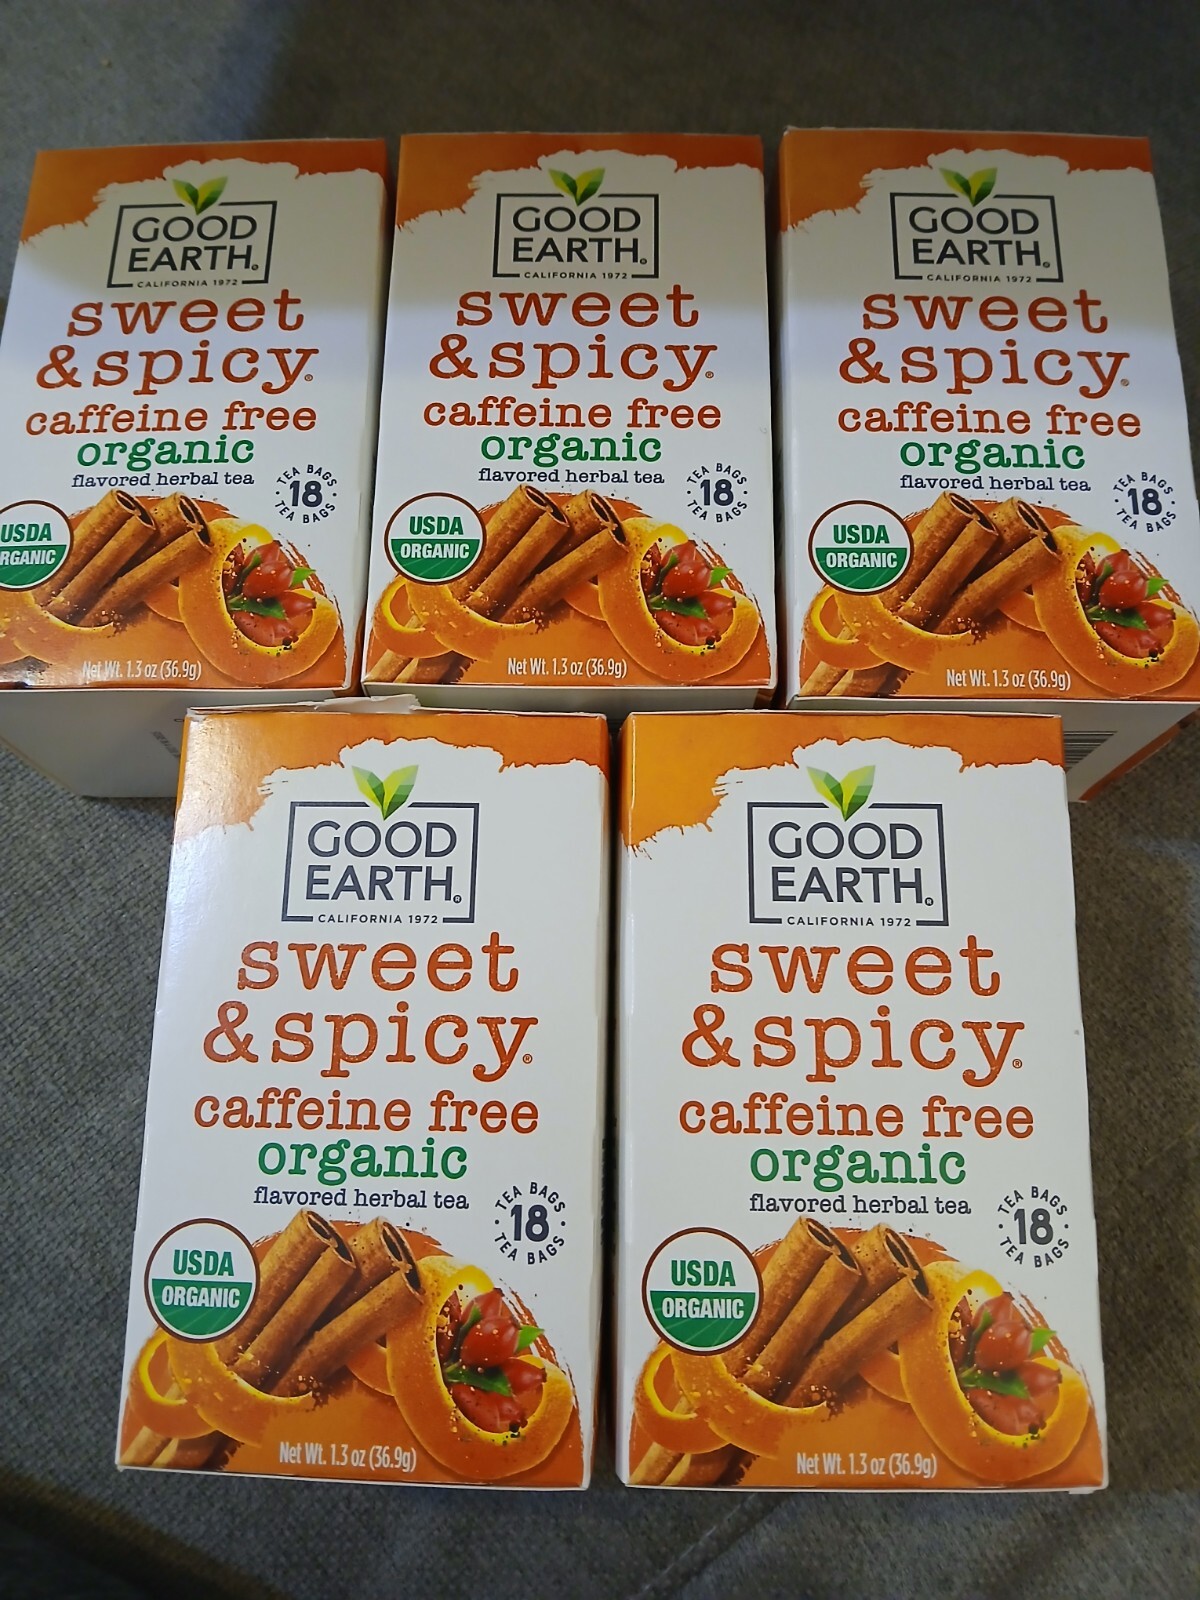 GOOD
EARTH®
CALIFORNIA 1972
sweet
&spicy®
caffeine free
organic
flavored herbal tea
TEA BAGS
18
TEA BAGS
USDA
RGANIC
Net Wt. 1.3 oz (36.9g)
GOOD
EARTH®
CALIFORNIA 1972
sweet
&spicy®
caffeine free
organic
flavored herbal tea
TEA BAGS
18
TEA BAGS
USDA
ORGANIC
Net Wt. 1.3 oz (36.9g)
GOOD
EARTH®
CALIFORNIA 1972
sweet
&spicy®
caffeine free
organic
flavored herbal tea
TEA BAGS
18
TEA BAGS
USDA
ORGANIC
Net Wt. 1.3 oz (36.9g)
GOOD
EARTH®
CALIFORNIA 1972
sweet
&spicy®
caffeine free
organic
flavored herbal tea
TEA BAGS
18
TEA BAGS
USDA
ORGANIC
Net Wt. 1.3 oz (36.9g)
GOOD
EARTH®
CALIFORNIA 1972
sweet
&spicy®
caffeine free
organic
flavored herbal tea
TEA BAGS
18
TEA BAGS
USDA
ORGANIC
Net Wt. 1.3 oz (36.9g)